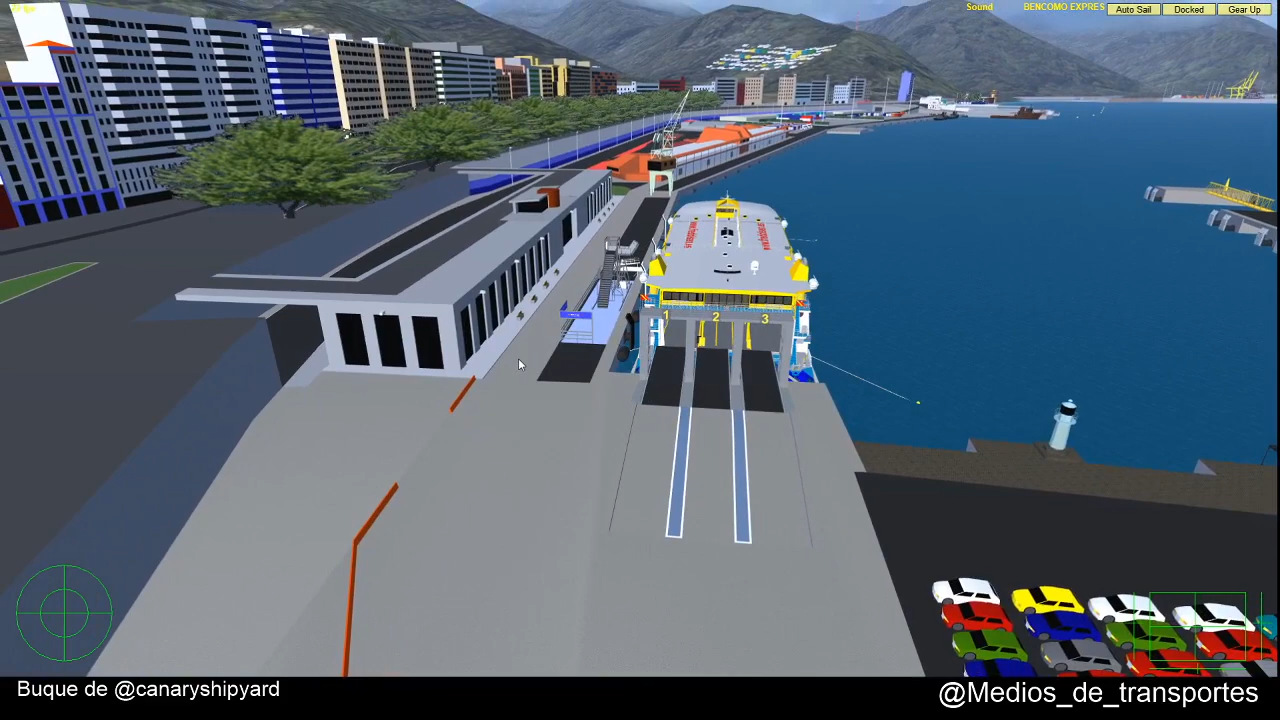 Sound
BENCOMO EXPRES
Auto Sail
Docked
Gear Up
1
2
3
Buque de @canaryshipyard
@Medios_de_transportes